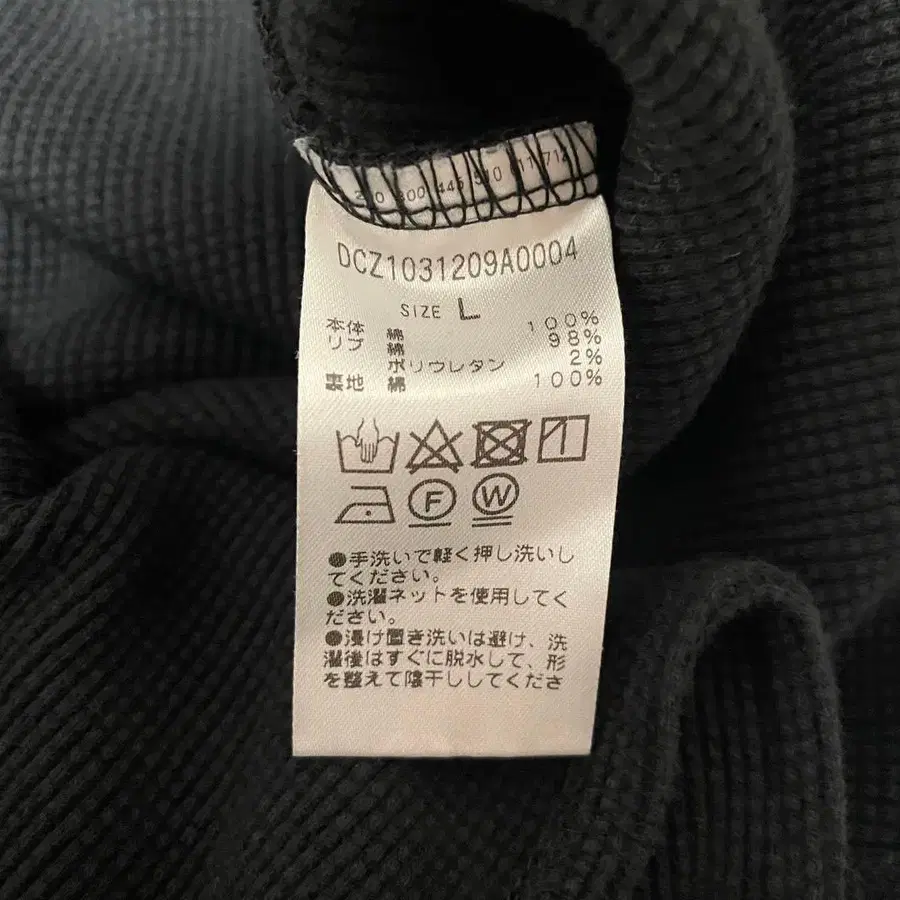 DCZ1031209A0004
SIZE L
本体 綿 100%
リブ 綿 98%
ポリウレタン 2%
裏地 綿 100%
1
F W
●手洗いで軽く押し洗いし
てください。
●洗濯ネットを使用してく
ださい。
●浸け置き洗いは避け、洗
濯後はすぐに脱水して、形
を整えて陰干ししてくださ